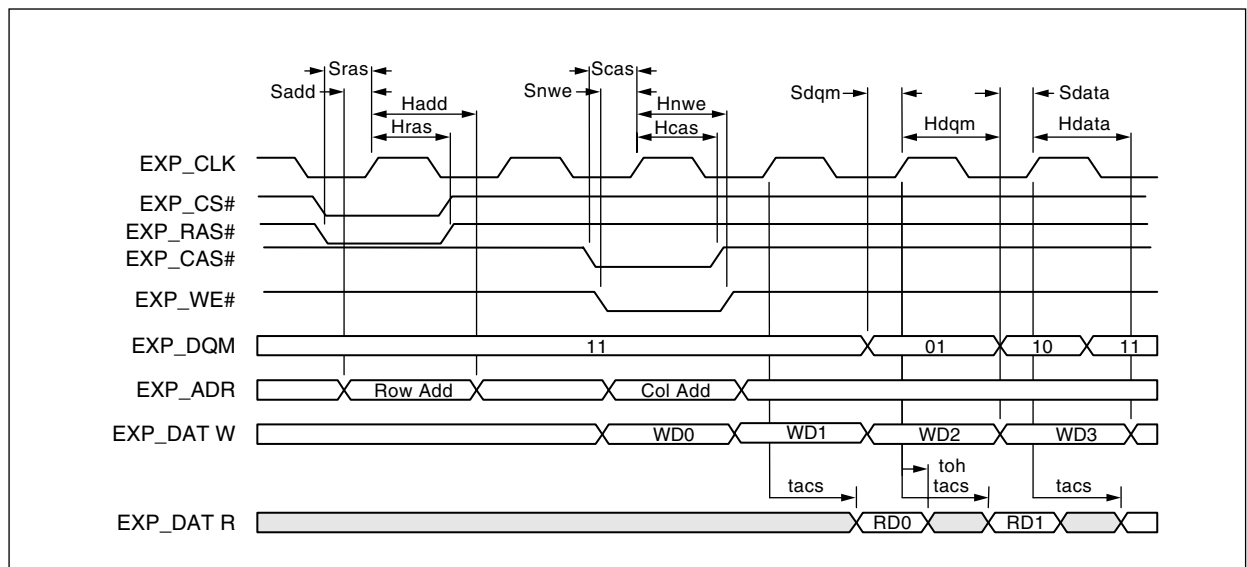 Sras
Scas
Sadd
Snwe
Sdqm
Sdata
Hadd
Hnwe
Hras
Hcas
Hdqm
Hdata
EXP_CLK
EXP_CS#
EXP_RAS#
EXP_CAS#
EXP_WE#
EXP_DQM
11
01
10
11
EXP_ADR
Row Add
Col Add
EXP_DAT W
WD0
WD1
WD2
WD3
toh
tacs
tacs
tacs
EXP_DAT R
RD0
RD1